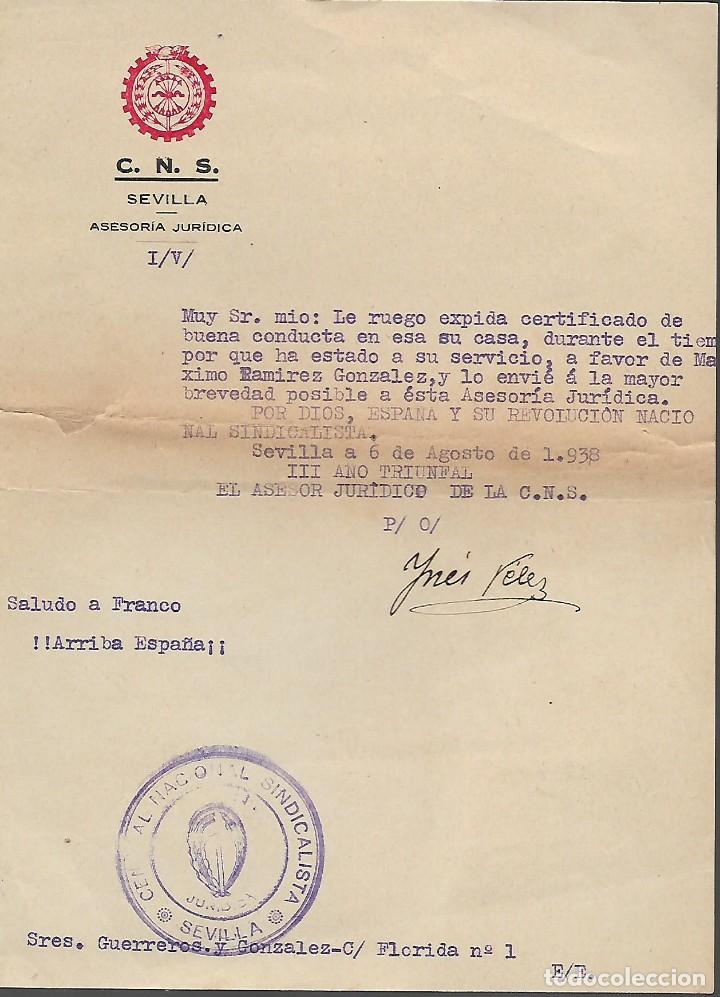 C. N. S.
SEVILLA
ASESORÍA JURÍDICA
I/V/
Muy Sr. mio: Le ruego expida certificado de
buena conducta en esa su casa, durante el tiem
por que ha estado a su servicio, a favor de Ma
ximo Ramirez Gonzalez,y lo envié á la mayor
brevedad posible a ésta Asesoría Jurídica.
POR DIOS, ESPAÑA Y SU REVOLUCIÓN NACIO
NAL SINDICALISTA.
Sevilla a 6 de Agosto de 1.938
III AÑO TRIUNFAL
EL ASESOR JURÍDICO DE LA C.N.S.
P/ O/
Ynés Vélez
Saludo a Franco
!!Arriba España¡¡
AL NACIONAL SINDICALISTA
SEVILLA
Sres. Guerreros.y Gonzalez-C/ Florida nº 1
E/E.
todocoleccion